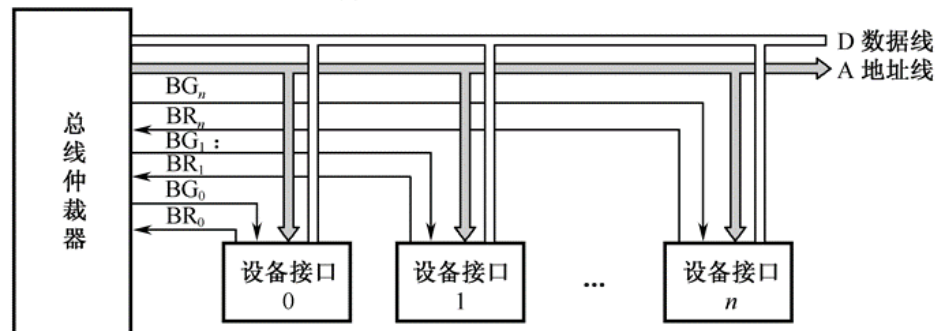 D 数据线
A 地址线
BGn
BRn
BG1 :
BR1
BG0
BR0
总线仲裁器
设备接口
0
设备接口
1
...
设备接口
n